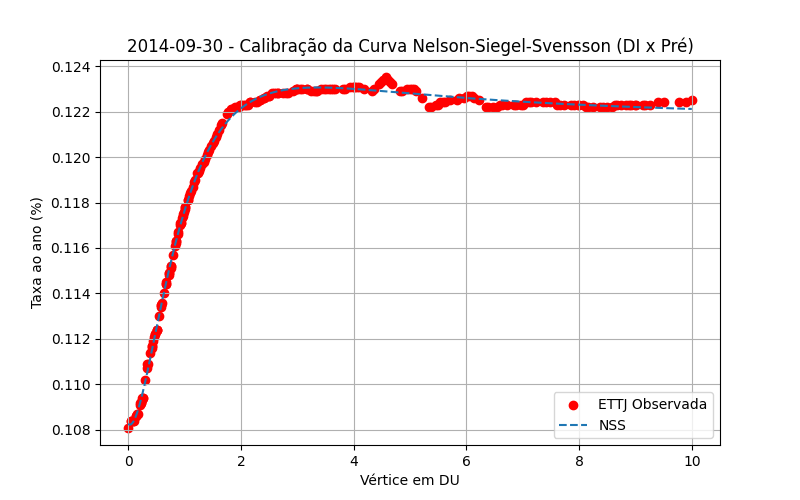 2014-09-30 - Calibração da Curva Nelson-Siegel-Svensson (DI x Pré)
Taxa ao ano (%)
0.124
0.122
0.120
0.118
0.116
0.114
0.112
0.110
0.108
ETTJ Observada
NSS
0 2 4 6 8 10
Vértice em DU